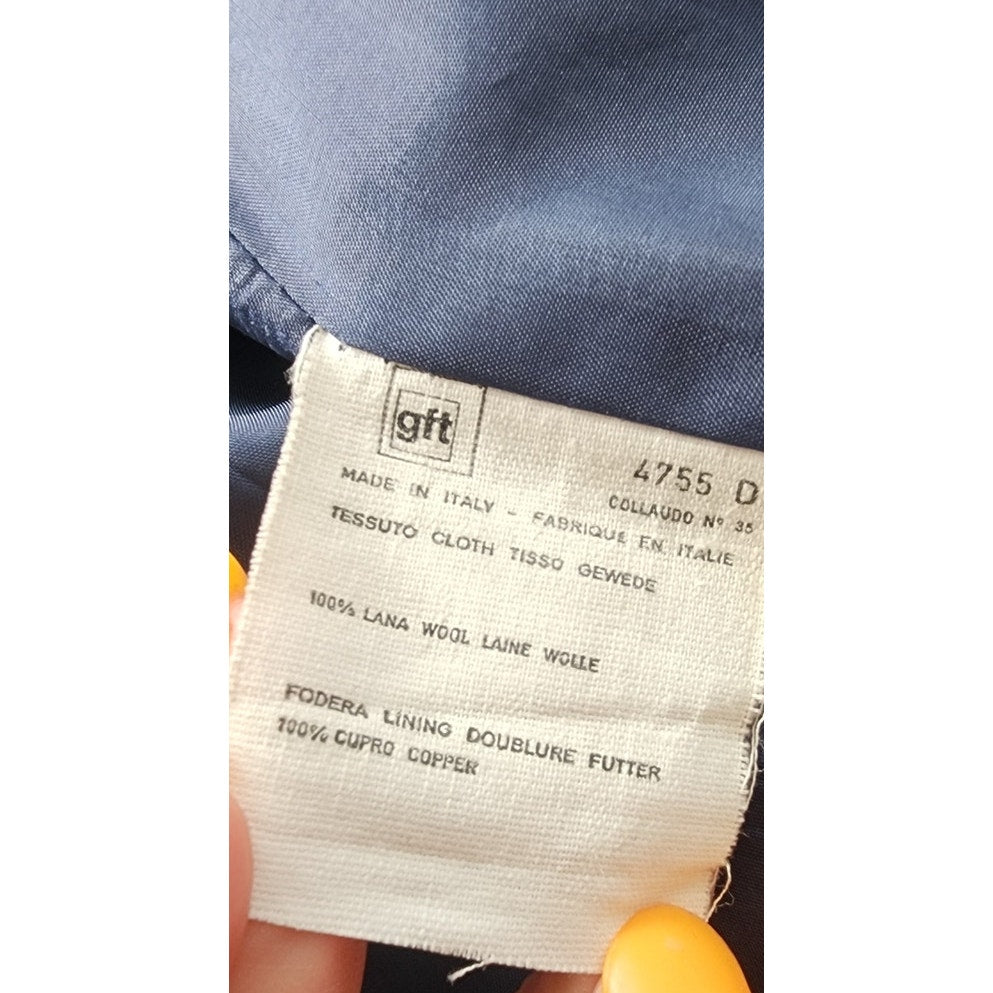 gft
4755 D
COLLAUDO Nº 35
MADE IN ITALY - FABRIQUE EN ITALIE
TESSUTO CLOTH TISSO GEWEDE
100% LANA WOOL LAINE WOLLE
FODERA LINING DOUBLURE FUTTER
100% CUPRO COPPER